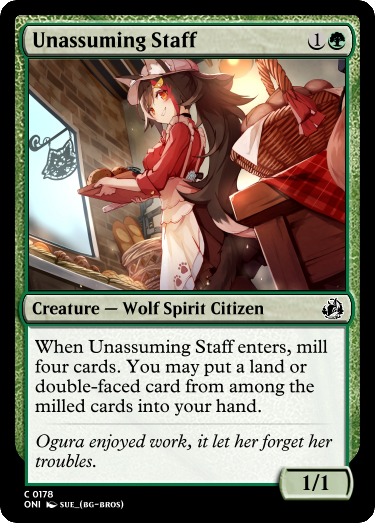 Unassuming Staff 1
Creature — Wolf Spirit Citizen
When Unassuming Staff enters, mill
four cards. You may put a land or
double-faced card from among the
milled cards into your hand.
Ogura enjoyed work, it let her forget her
troubles.
1/1
C 0178
ONI SUE_(BG-BROS)